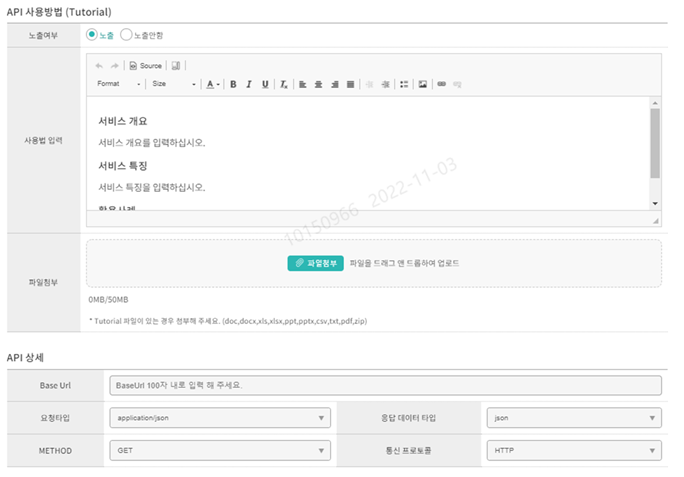 API 사용방법 (Tutorial)
노출여부 노출 노출안함
Source
Format Size A B I U Tx
사용법 입력
서비스 개요
서비스 개요를 입력하십시오.
서비스 특징
서비스 특징을 입력하십시오.
활용사례
10150966 2022-11-03
파일첨부 파일첨부 파일을 드래그 앤 드롭하여 업로드
0MB/50MB
* Tutorial 파일이 있는 경우 첨부해 주세요. (doc,docx,xls,xlsx,ppt,pptx,csv,txt,pdf,zip)
API 상세
Base Url BaseUrl 100자 내로 입력 해 주세요.
요청타입 application/json 응답 데이터 타입 json
METHOD GET 통신 프로토콜 HTTP